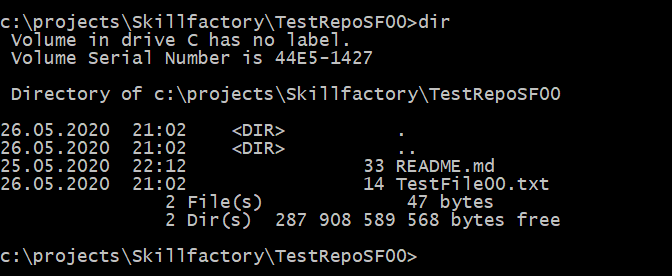 c:\projects\Skillfactory\TestRepoSF00>dir
Volume in drive C has no label.
Volume Serial Number is 44E5-1427
Directory of c:\projects\Skillfactory\TestRepoSF00
26.05.2020  21:02    <DIR>          .
26.05.2020  21:02    <DIR>          ..
25.05.2020  22:12                33 README.md
26.05.2020  21:02                14 TestFile00.txt
2 File(s)             47 bytes
2 Dir(s)  287 908 589 568 bytes free
c:\projects\Skillfactory\TestRepoSF00>